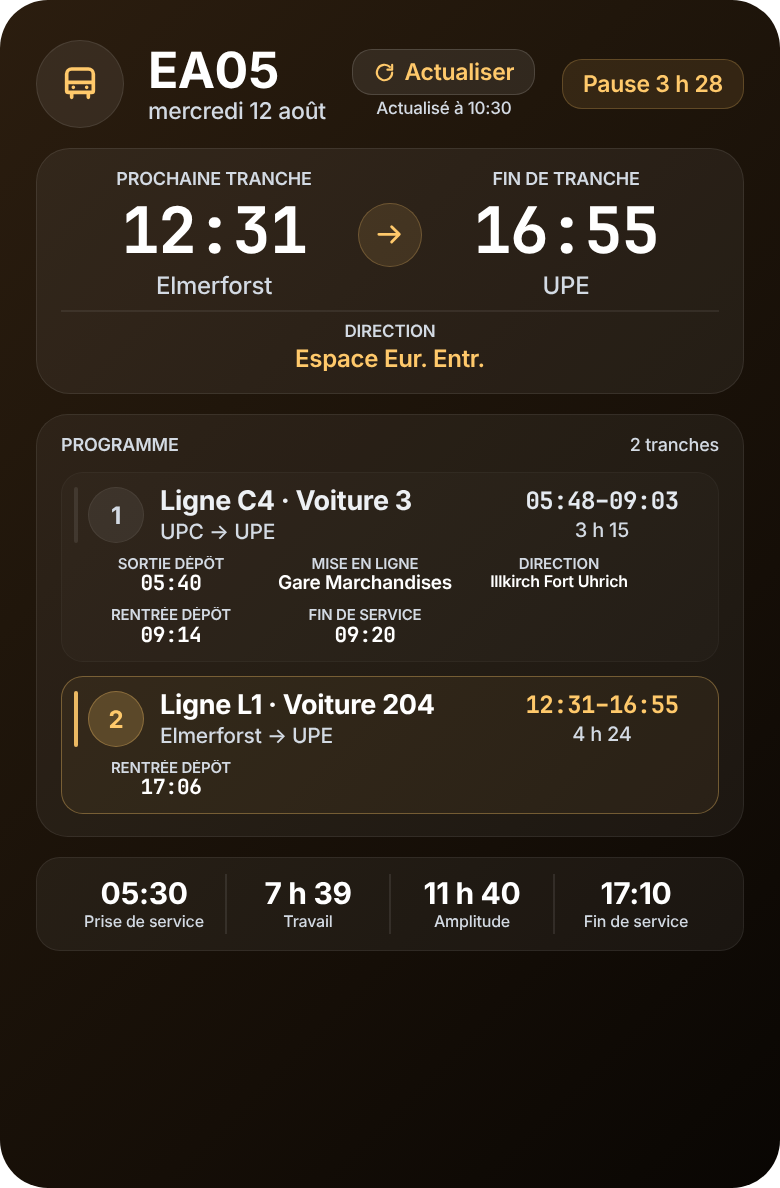 EA05
mercredi 12 août
Actualiser
Actualisé à 10:30
Pause 3 h 28
PROCHAINE TRANCHE
12:31
Elmerforst
→
FIN DE TRANCHE
16:55
UPE
DIRECTION
Espace Eur. Entr.
PROGRAMME
2 tranches
1
Ligne C4 · Voiture 3
UPC → UPE
05:48–09:03
3 h 15
SORTIE DÉPÔT
05:40
MISE EN LIGNE
Gare Marchandises
DIRECTION
Illkirch Fort Uhrich
RENTRÉE DÉPÔT
09:14
FIN DE SERVICE
09:20
2
Ligne L1 · Voiture 204
Elmerforst → UPE
12:31–16:55
4 h 24
RENTRÉE DÉPÔT
17:06
05:30
Prise de service
7 h 39
Travail
11 h 40
Amplitude
17:10
Fin de service